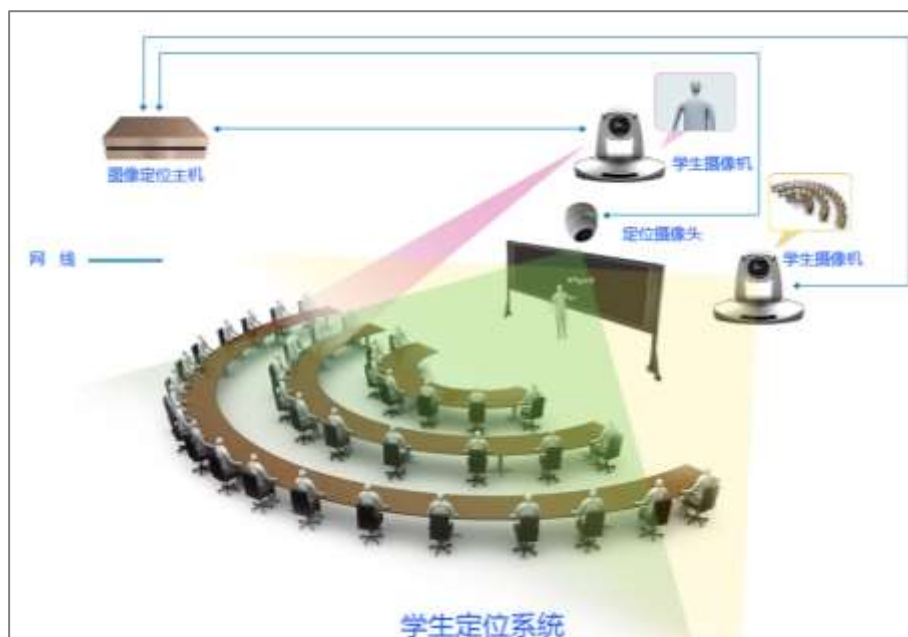 学生摄像机
图像定位主机
定位摄像头
网 线
学生摄像机
学生定位系统